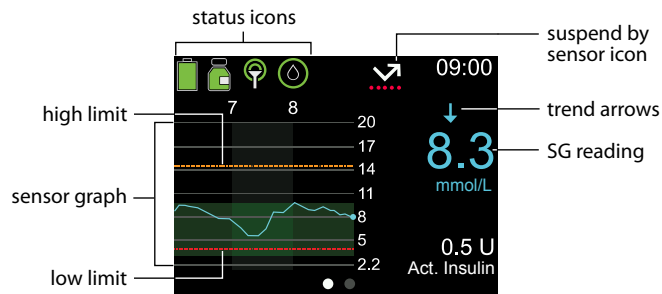 status icons
suspend by
sensor icon
09:00
7 8
high limit
trend arrows
20
17
14
11
8
5
2.2
8.3
SG reading
mmol/L
sensor graph
0.5 U
Act. Insulin
low limit